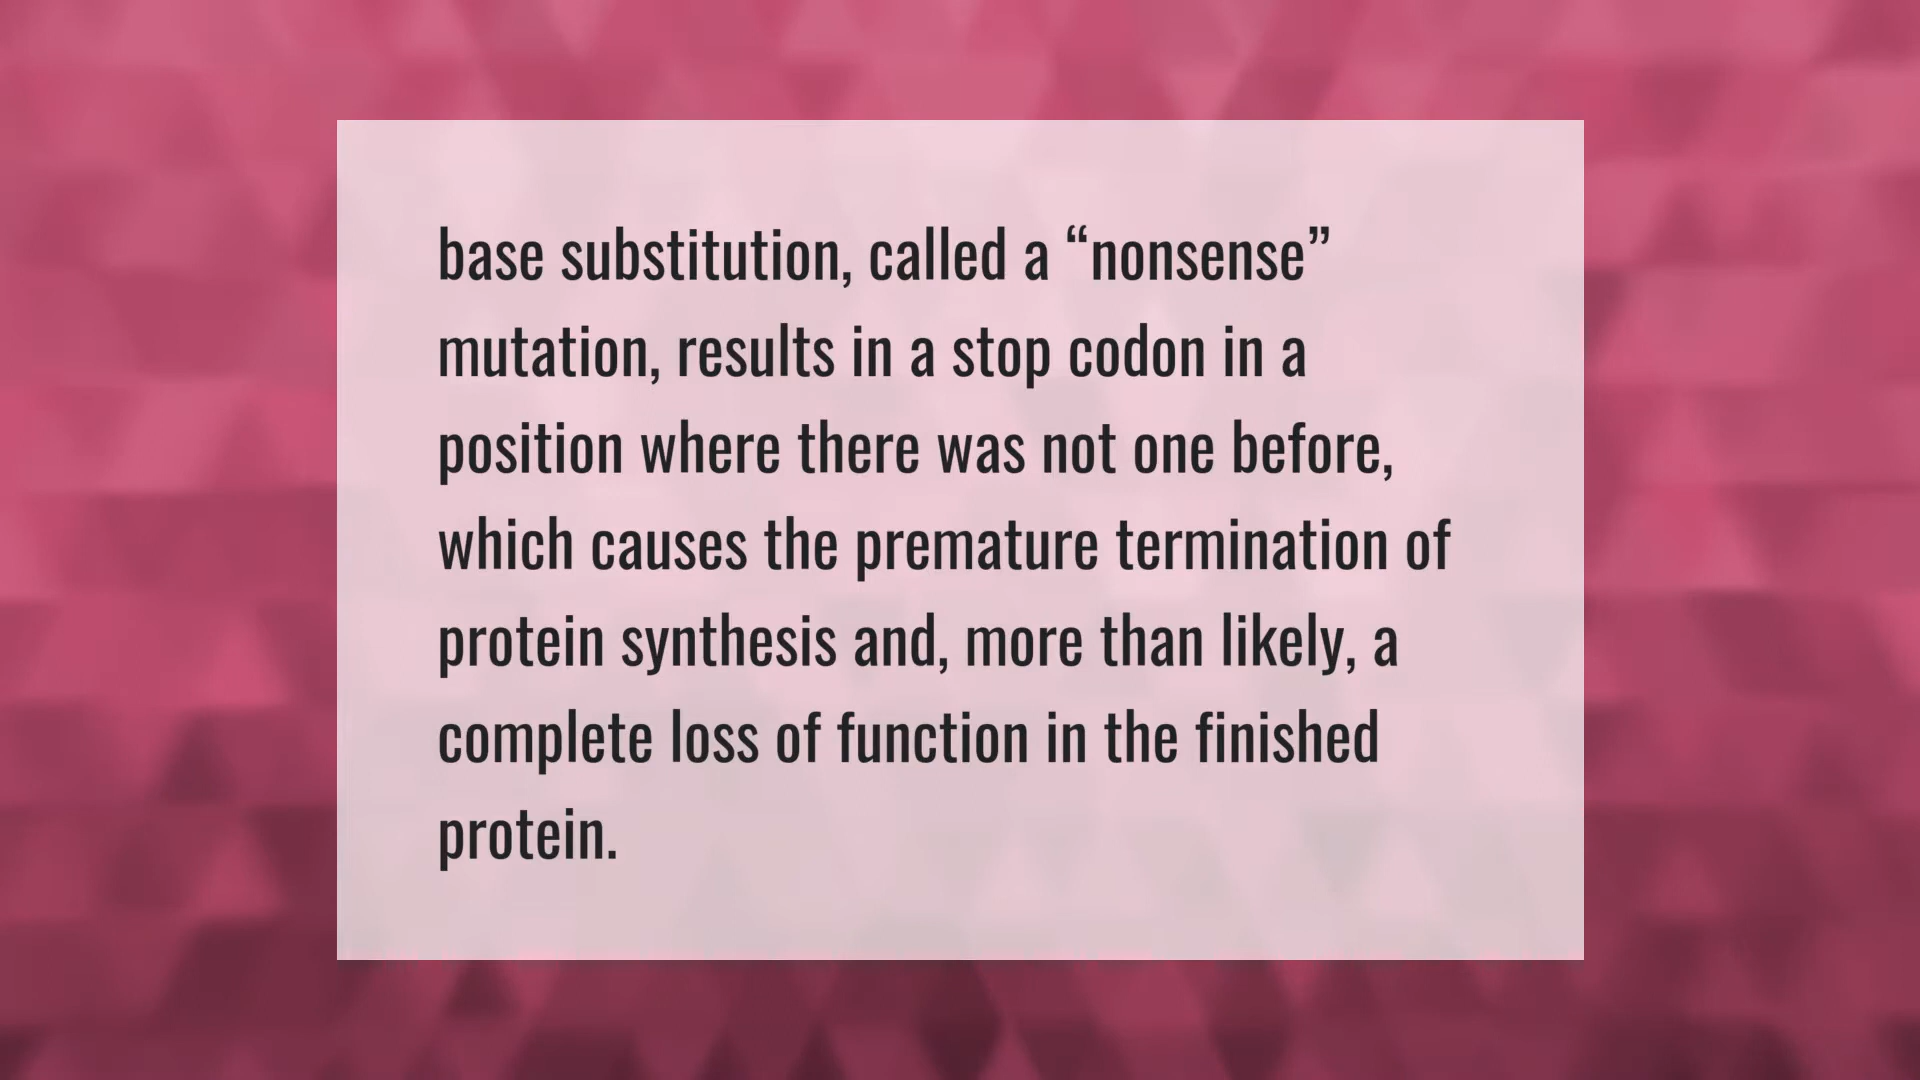 base substitution, called a “nonsense”
mutation, results in a stop codon in a
position where there was not one before,
which causes the premature termination of
protein synthesis and, more than likely, a
complete loss of function in the finished
protein.